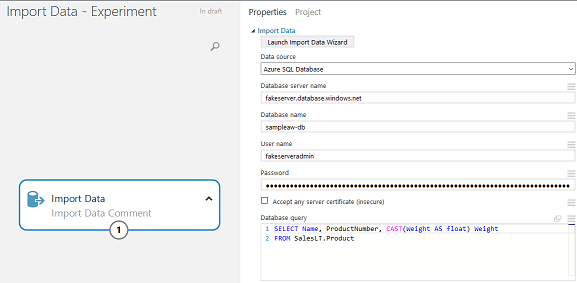 Import Data - Experiment
In draft
Import Data
Import Data Comment
1
Properties Project
Import Data
Launch Import Data Wizard
Data source
Azure SQL Database
Database server name
fakeserver.database.windows.net
Database name
sampleaw-db
User name
fakeserveradmin
Password
Accept any server certificate (insecure)
Database query
1 SELECT Name, ProductNumber, CAST(Weight AS float) Weight
2 FROM SalesLT.Product